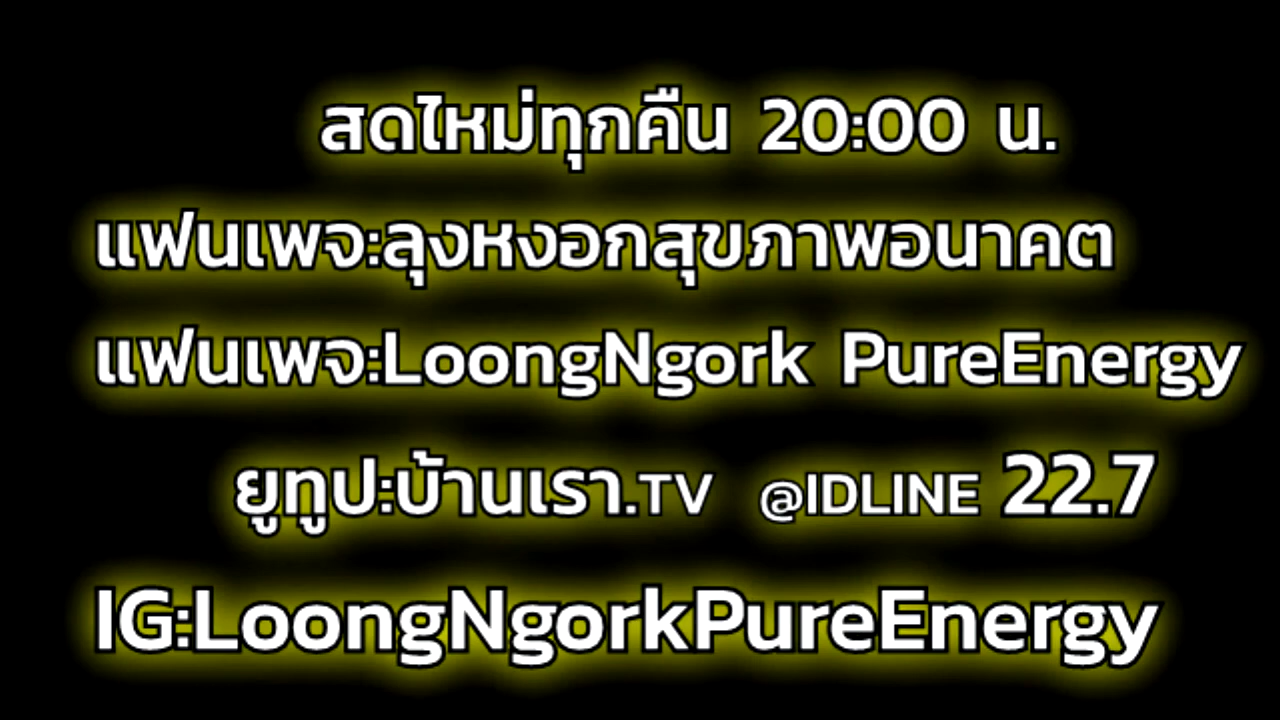 สดไหม่ทุกคืน 20:00 น.
แฟนเพจ:ลุงหงอกสุขภาพอนาคต
แฟนเพจ:LoongNgork PureEnergy
ยูทูป:บ้านเรา.TV @IDLINE 22.7
IG:LoongNgorkPureEnergy